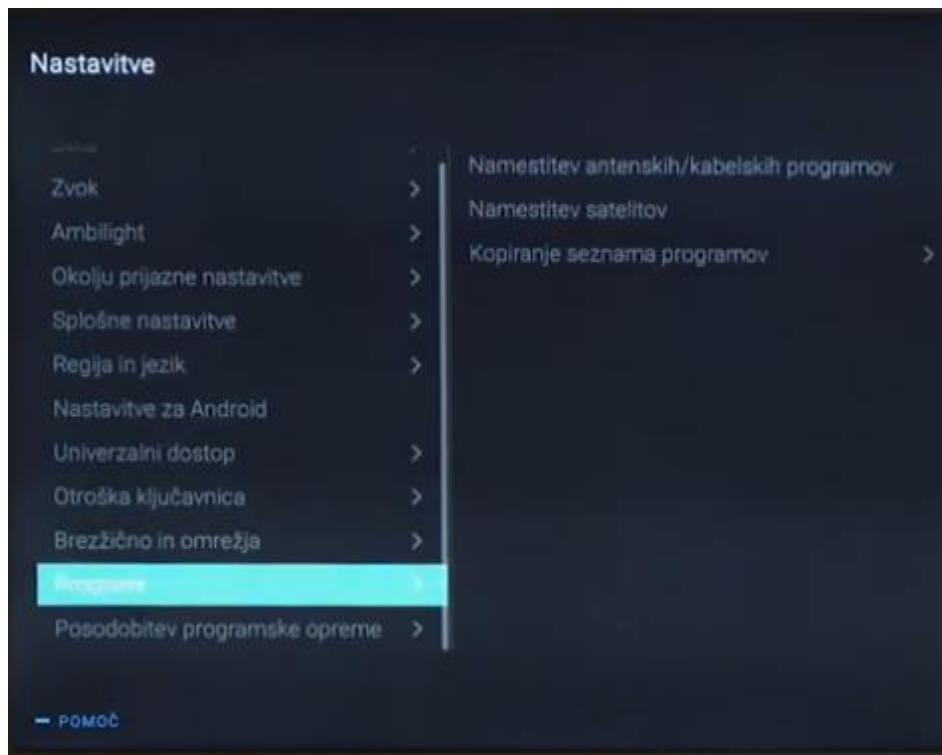 Nastavitve
Zvok
Ambilight
Okolju prijazne nastavitve
Splošne nastavitve
Regija in jezik
Nastavitve za Android
Univerzalni dostop
Otroška ključavnica
Brezžično in omrežja
Programi
Posodobitev programske opreme
Namestitev antenskih/kabelskih programov
Namestitev satelitov
Kopiranje seznama programov
POMOČ